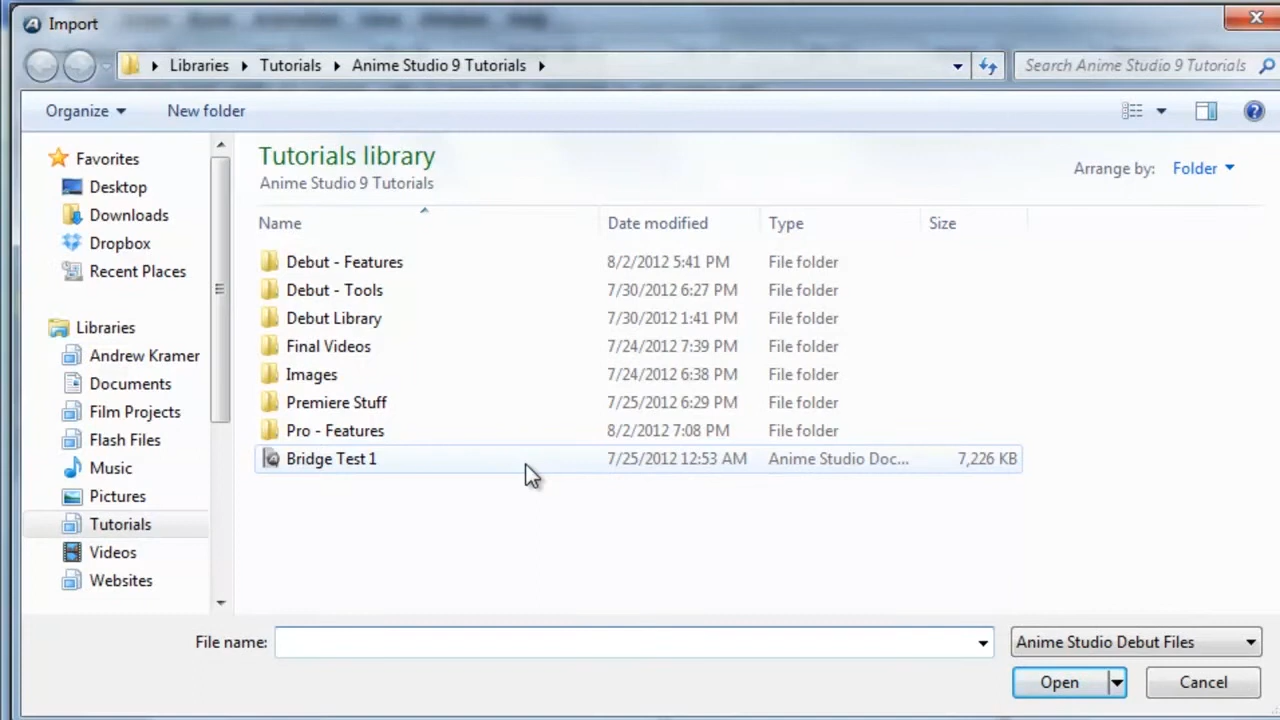 Import
Libraries Tutorials Anime Studio 9 Tutorials
Search Anime Studio 9 Tutorials
Organize New folder
Favorites
Desktop
Downloads
Dropbox
Recent Places
Libraries
Andrew Kramer
Documents
Film Projects
Flash Files
Music
Pictures
Tutorials
Videos
Websites
Tutorials library
Anime Studio 9 Tutorials
Arrange by: Folder
Name Date modified Type Size
Debut - Features 8/2/2012 5:41 PM File folder
Debut - Tools 7/30/2012 6:27 PM File folder
Debut Library 7/30/2012 1:41 PM File folder
Final Videos 7/24/2012 7:39 PM File folder
Images 7/24/2012 6:38 PM File folder
Premiere Stuff 7/25/2012 6:29 PM File folder
Pro - Features 8/2/2012 7:08 PM File folder
Bridge Test 1 7/25/2012 12:53 AM Anime Studio Doc... 7,226 KB
File name:
Anime Studio Debut Files
Open Cancel